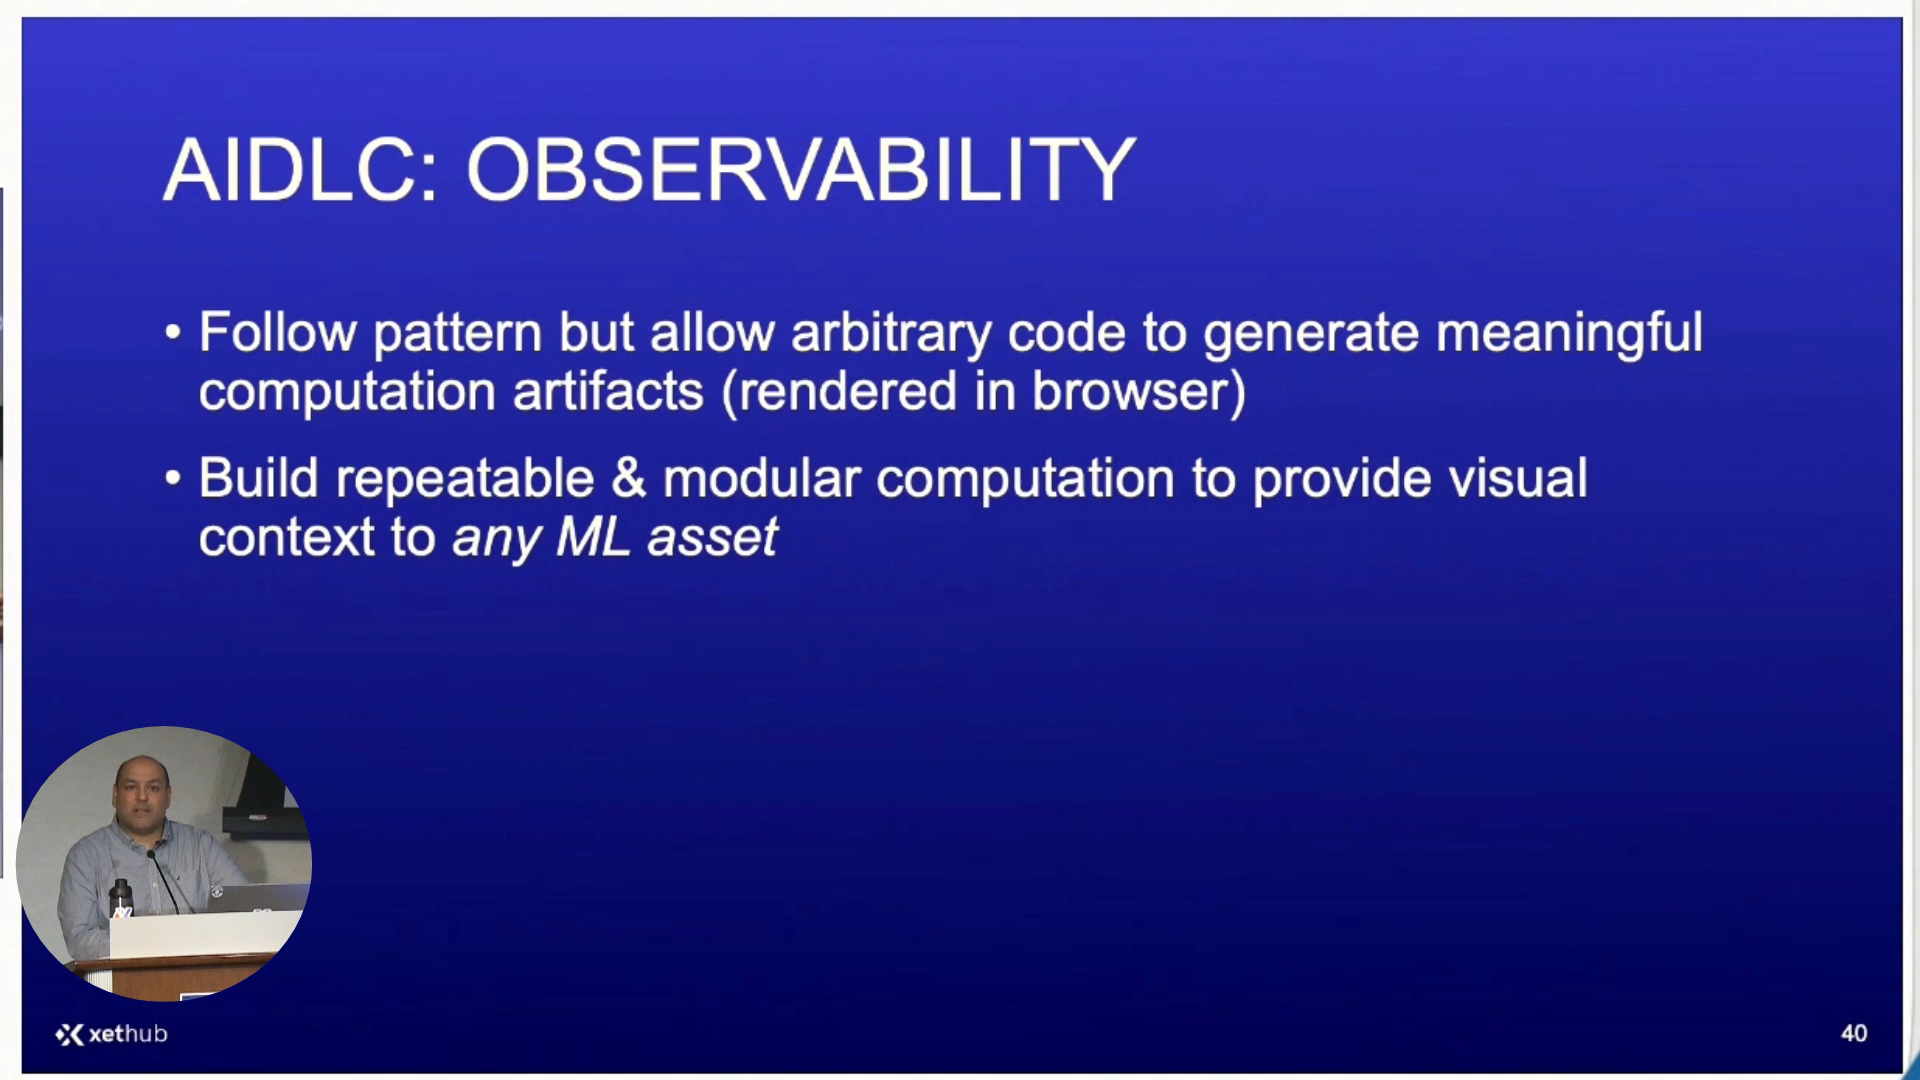 AIDLC: OBSERVABILITY
• Follow pattern but allow arbitrary code to generate meaningful
computation artifacts (rendered in browser)
• Build repeatable & modular computation to provide visual
context to any ML asset
xethub
40